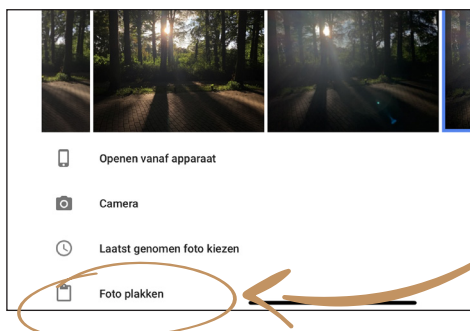 Openen vanaf apparaat
Camera
Laatst genomen foto kiezen
Foto plakken